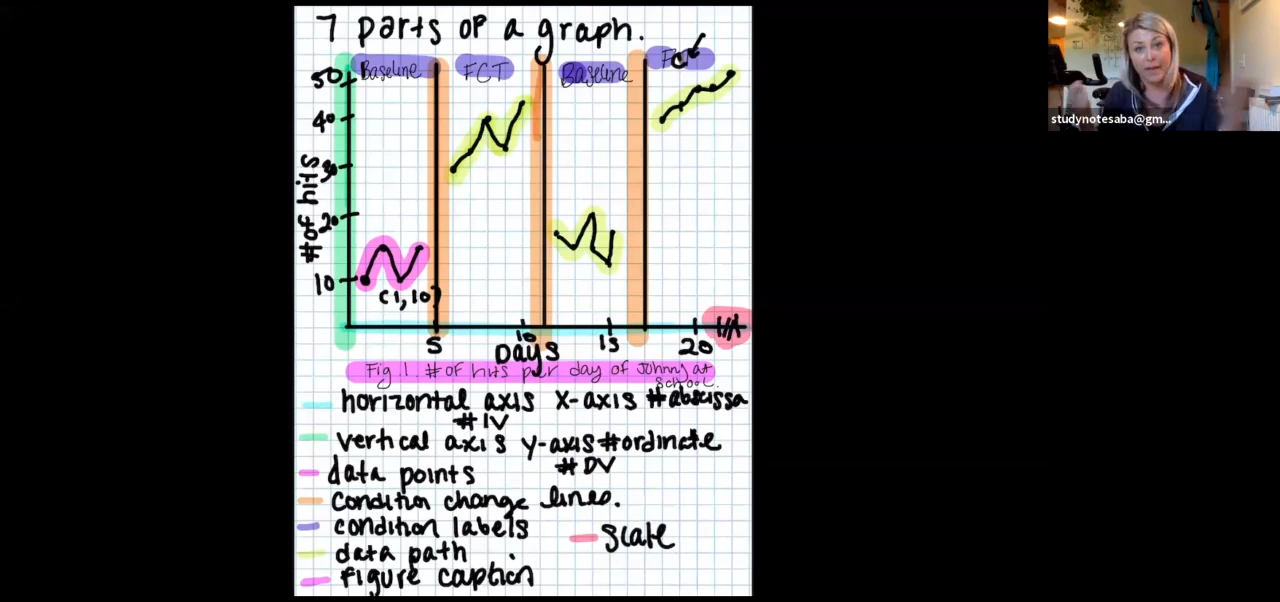 7 parts of a graph.
Baseline FCT Baseline FCT
50
40
30
20
10
# of hits
(1, 10)
5 10 15 20
Days
Fig. 1. # of hits per day of Johnny at
school.
horizontal axis x-axis #abscissa
#IV
vertical axis y-axis #ordinate
#DV
data points
condition change lines.
condition labels
scale
data path
figure caption
studynotesaba@gm...